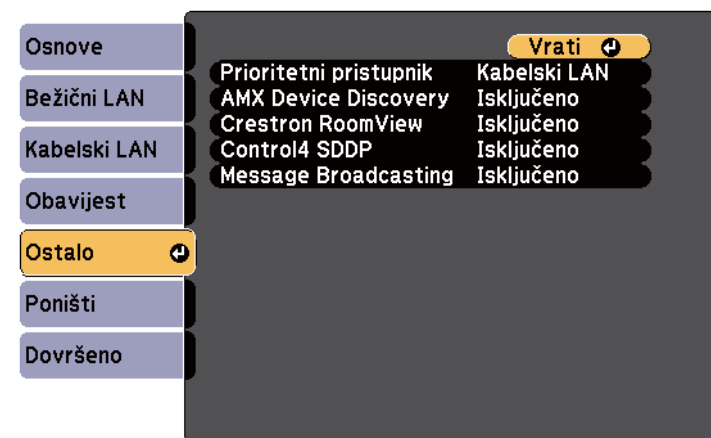 Osnove
Bežični LAN
Kabelski LAN
Obavijest
Ostalo
Poništi
Dovršeno
Vrati
Prioritetni pristupnik Kabelski LAN
AMX Device Discovery Isključeno
Crestron RoomView Isključeno
Control4 SDDP Isključeno
Message Broadcasting Isključeno